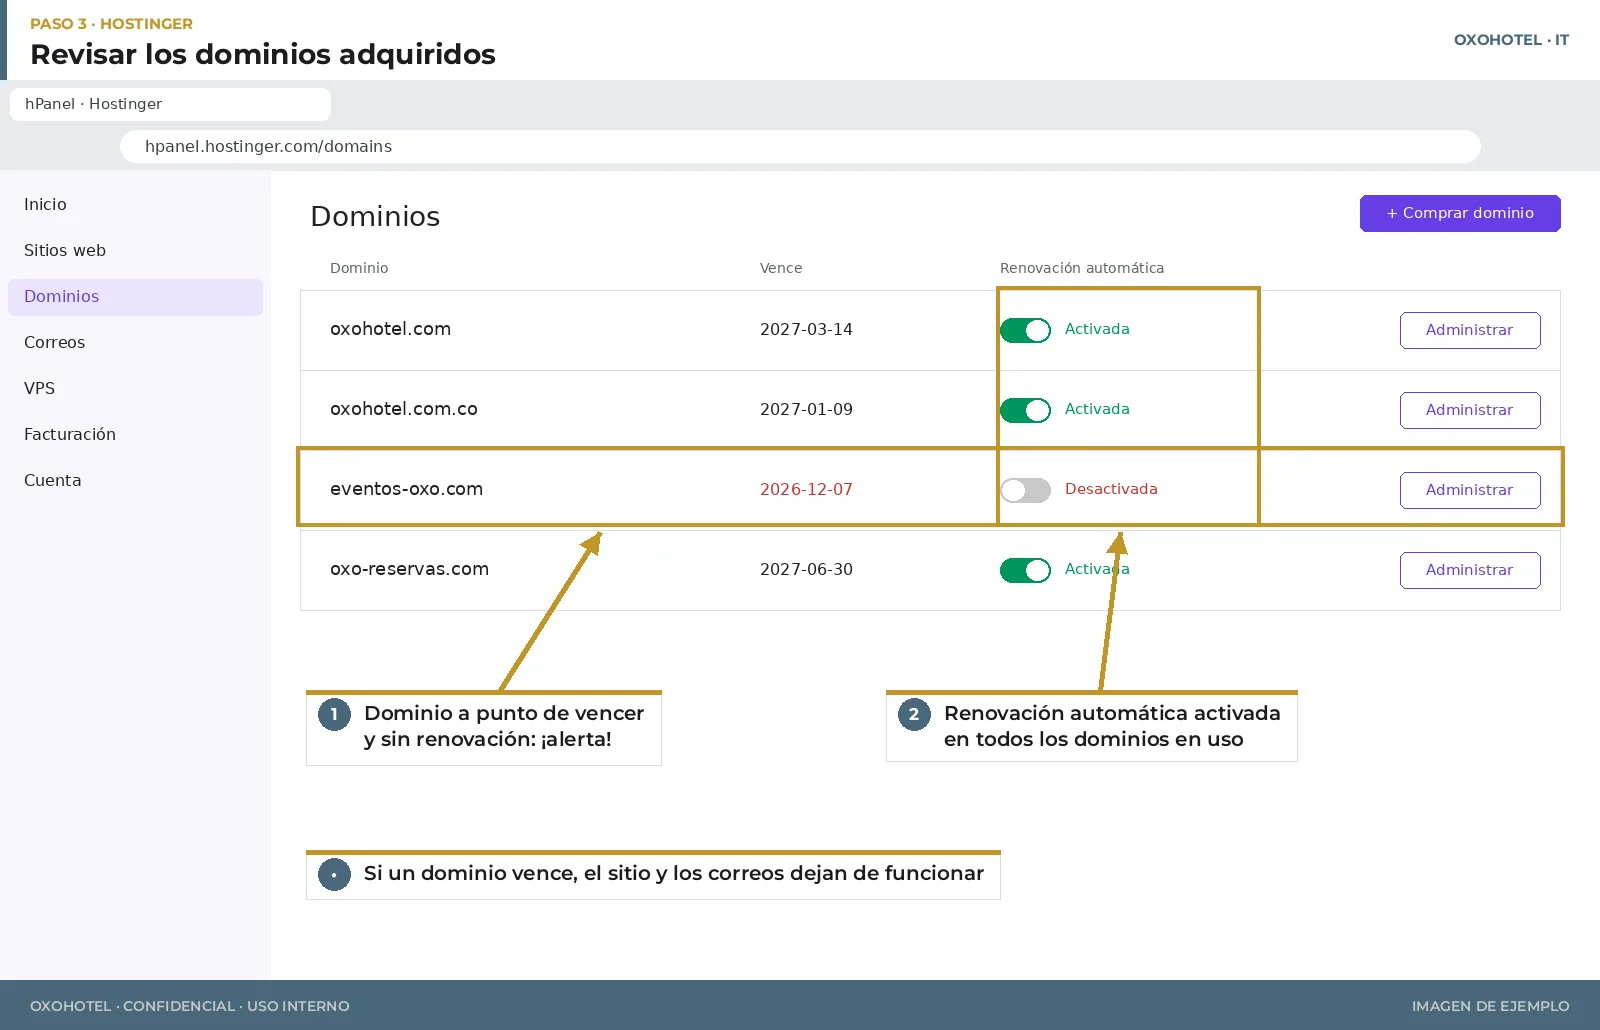 PASO 3 · HOSTINGER
Revisar los dominios adquiridos
OXOHOTEL · IT
hPanel · Hostinger
hpanel.hostinger.com/domains
Inicio
Sitios web
Dominios
Correos
VPS
Facturación
Cuenta
Dominios
+ Comprar dominio
Dominio Vence Renovación automática
oxohotel.com 2027-03-14 Activada Administrar
oxohotel.com.co 2027-01-09 Activada Administrar
eventos-oxo.com 2026-12-07 Desactivada Administrar
oxo-reservas.com 2027-06-30 Activada Administrar
1 Dominio a punto de vencer
y sin renovación: ¡alerta!
2 Renovación automática activada
en todos los dominios en uso
• Si un dominio vence, el sitio y los correos dejan de funcionar
OXOHOTEL · CONFIDENCIAL · USO INTERNO
IMAGEN DE EJEMPLO